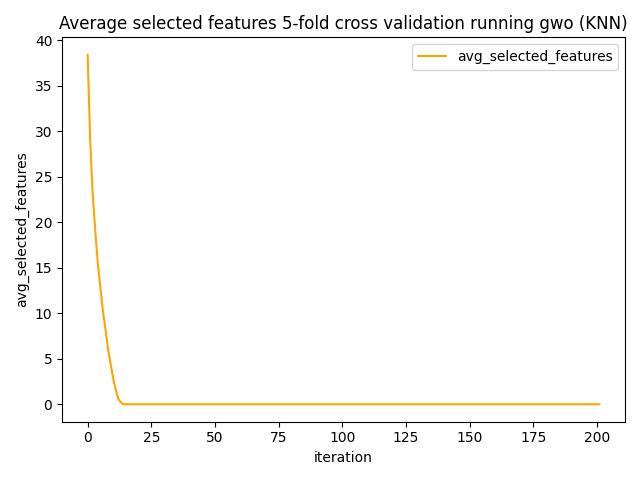 Average selected features 5-fold cross validation running gwo (KNN)
avg_selected_features
avg_selected_features
40
35
30
25
20
15
10
5
0
0 25 50 75 100 125 150 175 200
iteration